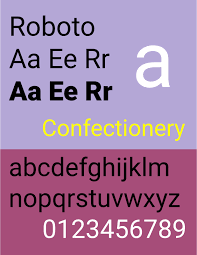 Roboto
Aa Ee Rr
Aa Ee Rr
a
Confectionery
abcdefghijklm
nopqrstuvwxyz
0123456789